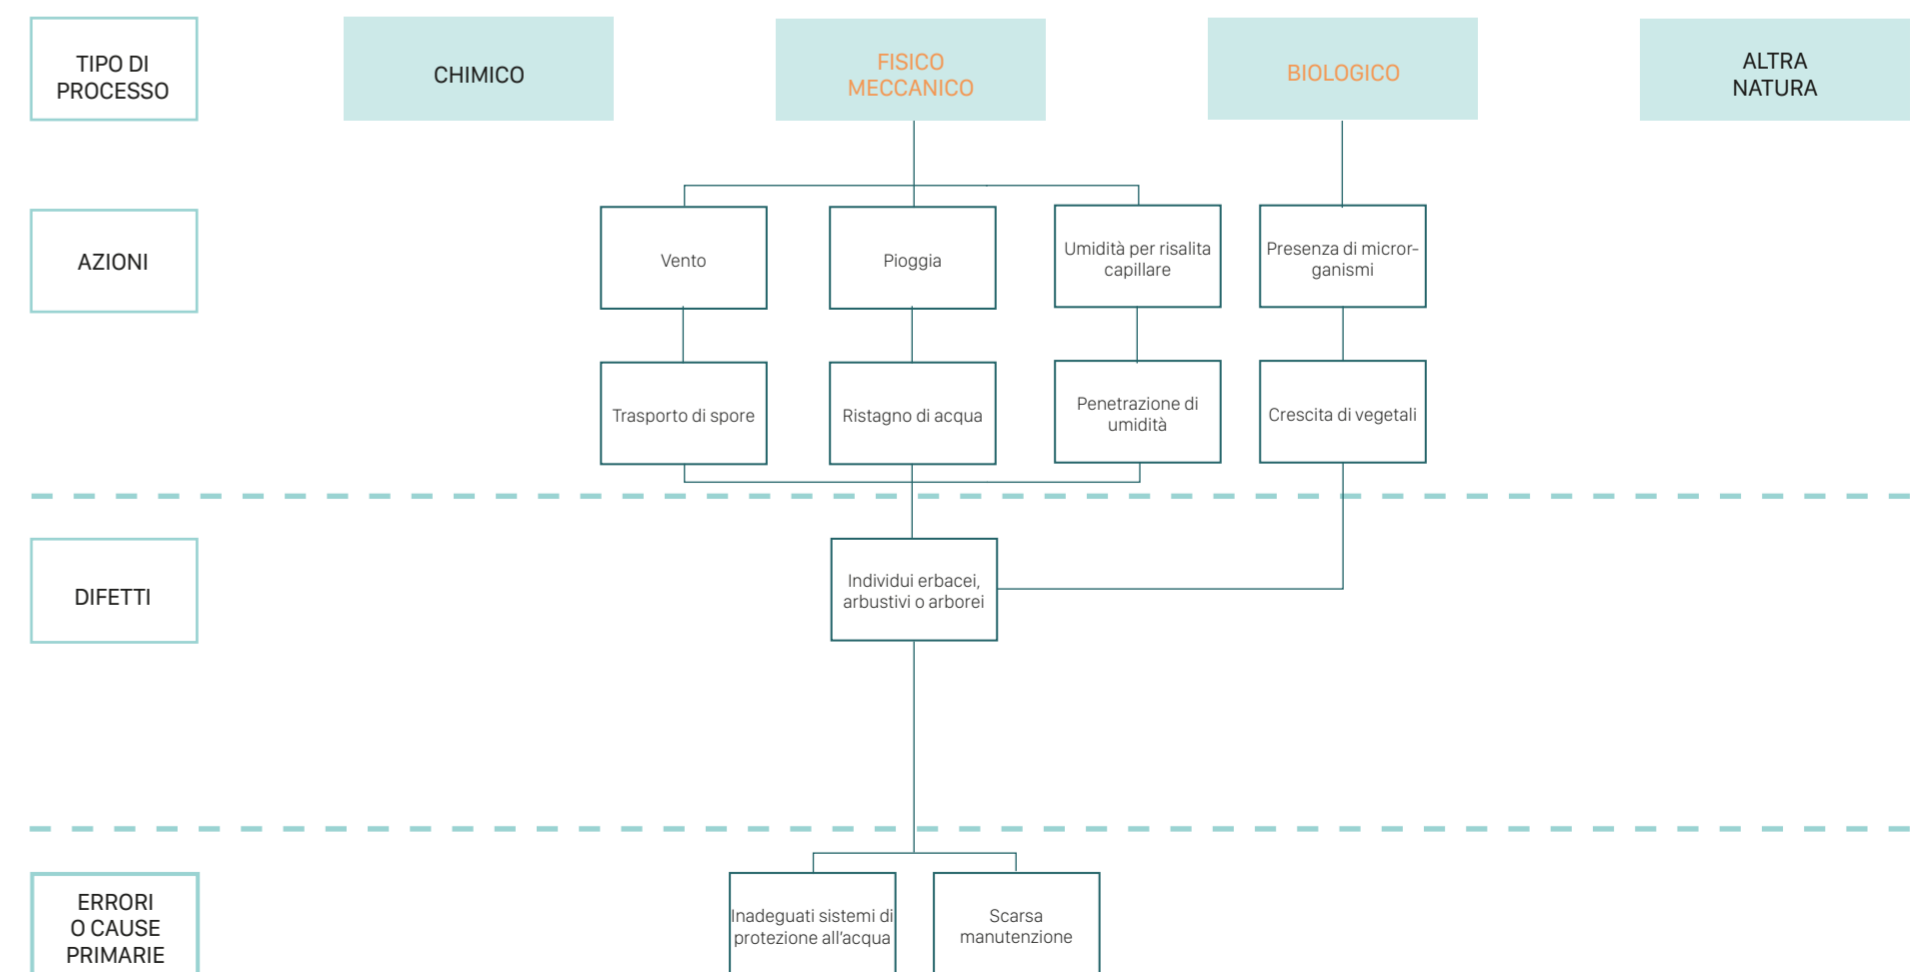 TIPO DI
PROCESSO
CHIMICO
FISICO
MECCANICO
BIOLOGICO
ALTRA
NATURA
AZIONI
Vento
Pioggia
Umidità per risalita
capillare
Presenza di micror-
ganismi
Trasporto di spore
Ristagno di acqua
Penetrazione di
umidità
Crescita di vegetali
DIFETTI
Individui erbacei,
arbustivi o arborei
ERRORI
O CAUSE
PRIMARIE
Inadeguati sistemi di
protezione all'acqua
Scarsa
manutenzione